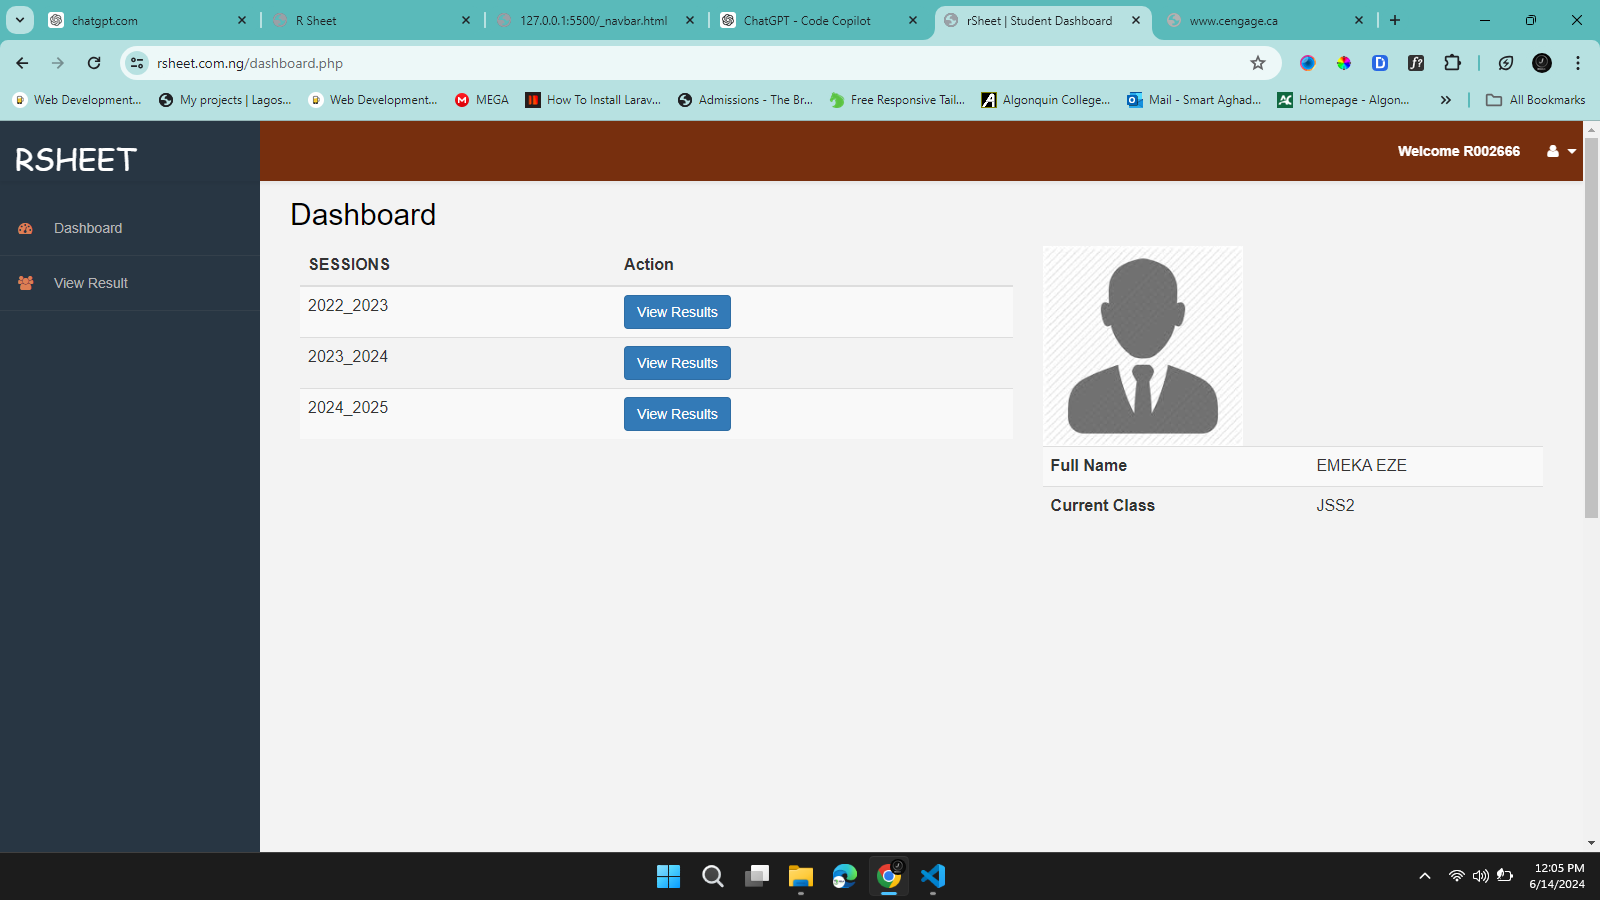 chatgpt.com
R Sheet
127.0.0.1:5500/_navbar.html
ChatGPT - Code Copilot
rSheet | Student Dashboard
www.cengage.ca
rsheet.com.ng/dashboard.php
Web Development...
My projects | Lagos...
Web Development...
MEGA
How To Install Larav...
Admissions - The Br...
Free Responsive Tail...
Algonquin College...
Mail - Smart Aghad...
Homepage - Algon...
All Bookmarks
RSHEET
Welcome R002666
Dashboard
View Result
Dashboard
SESSIONS Action
2022_2023 View Results
2023_2024 View Results
2024_2025 View Results
Full Name EMEKA EZE
Current Class JSS2
12:05 PM
6/14/2024